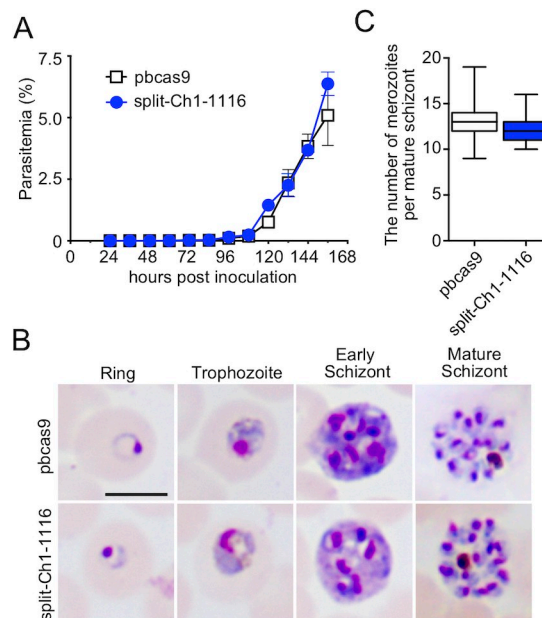 A
Parasitemia (%)
7.5
5.0
2.5
0
pbcas9
split-Ch1-1116
24 48 72 96 120 144 168
hours post inoculation
C
The number of merozoites
per mature schizont
20
15
10
5
0
pbcas9
split-Ch1-1116
B
Ring
Trophozoite
Early
Schizont
Mature
Schizont
pbcas9
split-Ch1-1116